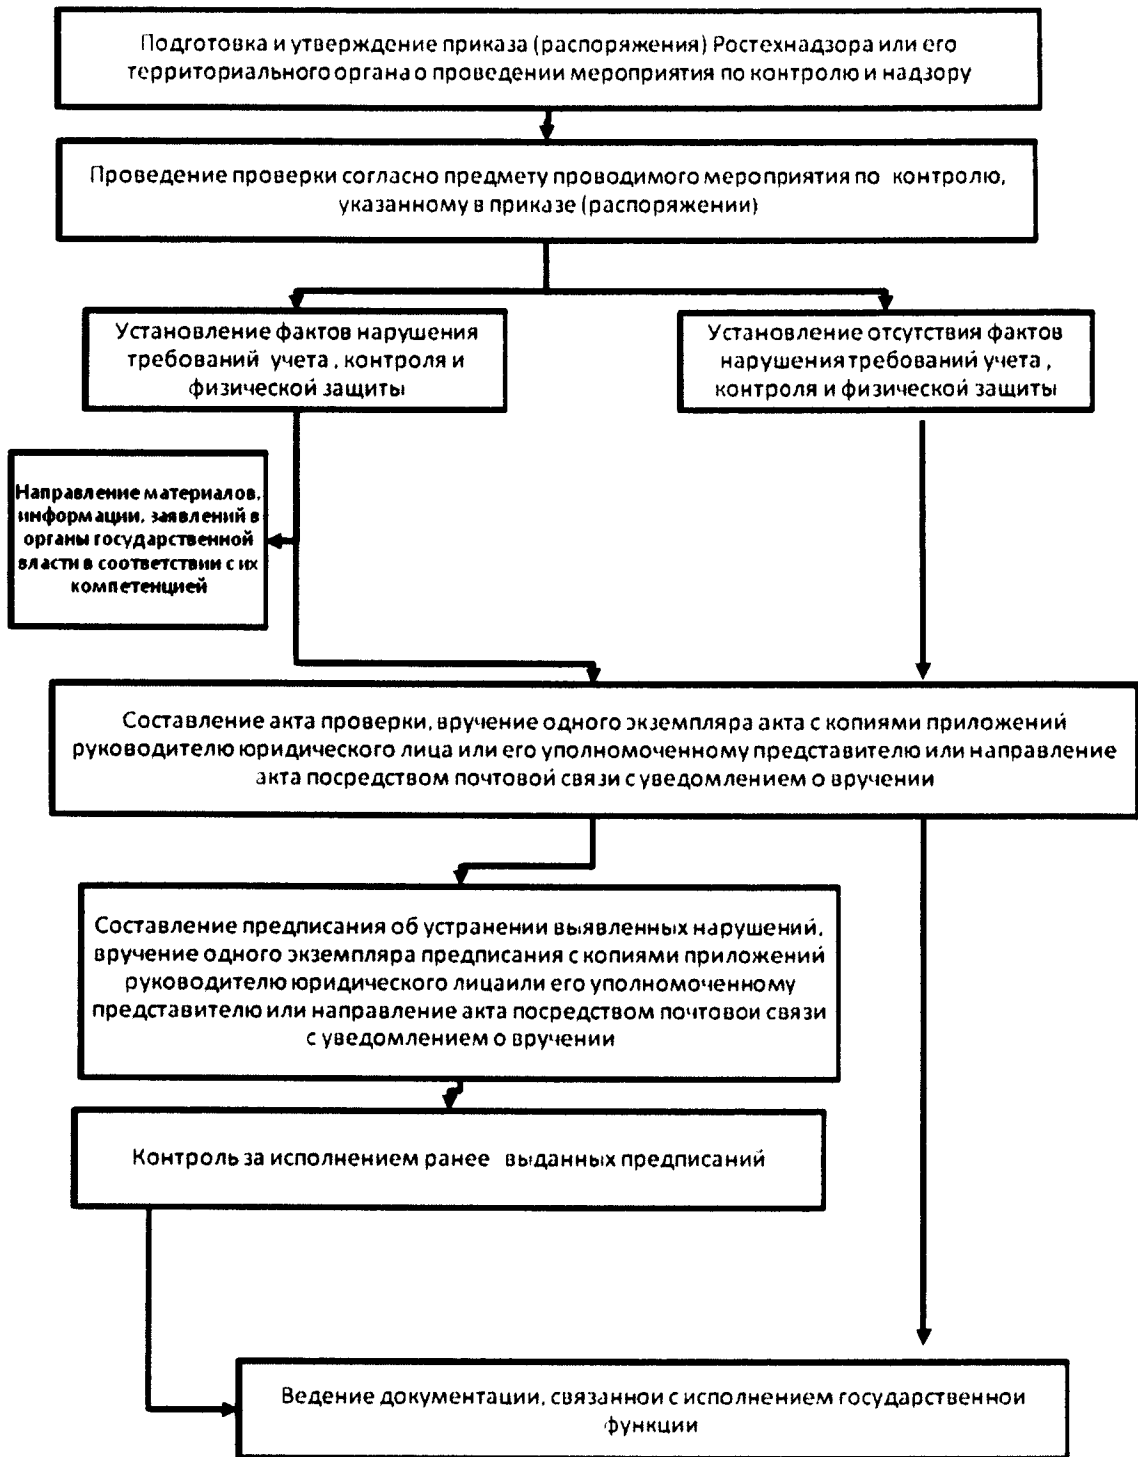 Подготовка и утверждение приказа (распоряжения) Ростехнадзора или его
территориального органа о проведении мероприятия по контролю и надзору
Проведение проверки согласно предмету проводимого мероприятия по контролю,
указанному в приказе (распоряжении)
Установление фактов нарушения
требований учета , контроля и
физической защиты
Установление отсутствия фактов
нарушения требований учета ,
контроля и физической защиты
Направление материалов,
информации, заявлений в
органы государственной
власти в соответствии с их
компетенцией
Составление акта проверки, вручение одного экземпляра акта с копиями приложений
руководителю юридического лица или его уполномоченному представителю или направление
акта посредством почтовой связи с уведомлением о вручении
Составление предписания об устранении выявленных нарушений,
вручение одного экземпляра предписания с копиями приложений
руководителю юридического лицаили его уполномоченному
представителю или направление акта посредством почтовой связи
с уведомлением о вручении
Контроль за исполнением ранее выданных предписаний
Ведение документации, связанной с исполнением государственной
функции